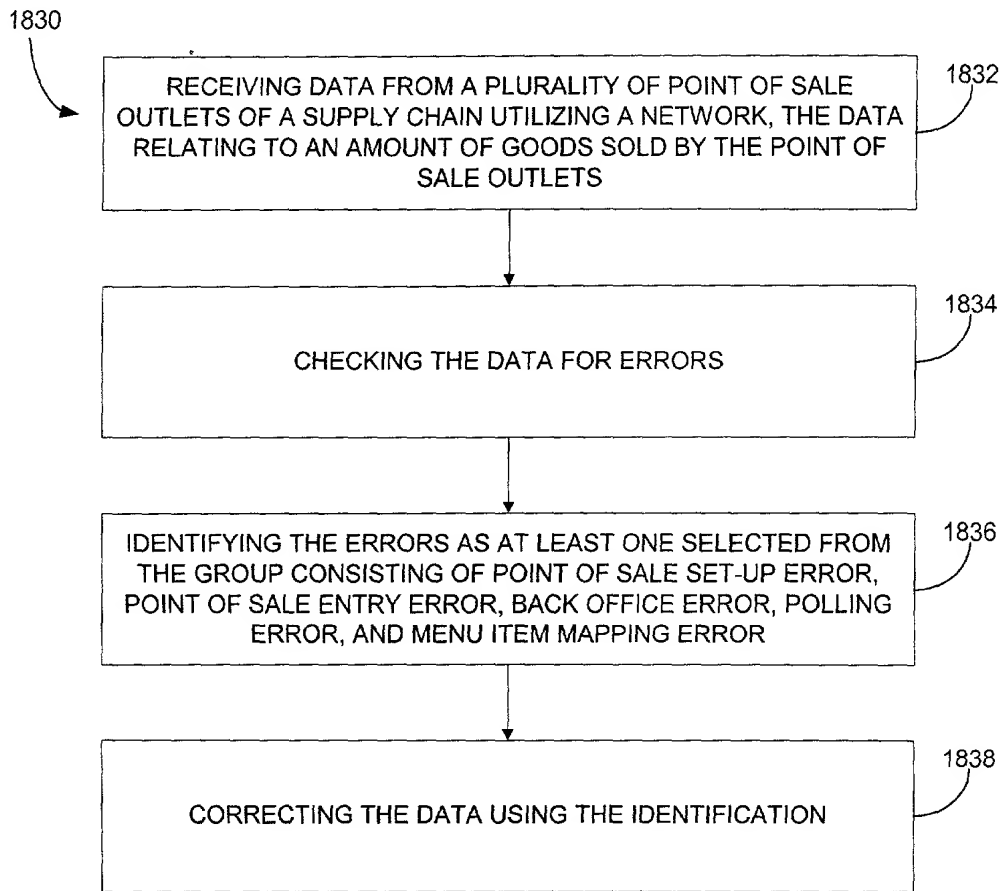 1830
RECEIVING DATA FROM A PLURALITY OF POINT OF SALE
OUTLETS OF A SUPPLY CHAIN UTILIZING A NETWORK, THE DATA
RELATING TO AN AMOUNT OF GOODS SOLD BY THE POINT OF
SALE OUTLETS
1832
CHECKING THE DATA FOR ERRORS
1834
IDENTIFYING THE ERRORS AS AT LEAST ONE SELECTED FROM
THE GROUP CONSISTING OF POINT OF SALE SET-UP ERROR,
POINT OF SALE ENTRY ERROR, BACK OFFICE ERROR, POLLING
ERROR, AND MENU ITEM MAPPING ERROR
1836
CORRECTING THE DATA USING THE IDENTIFICATION
1838